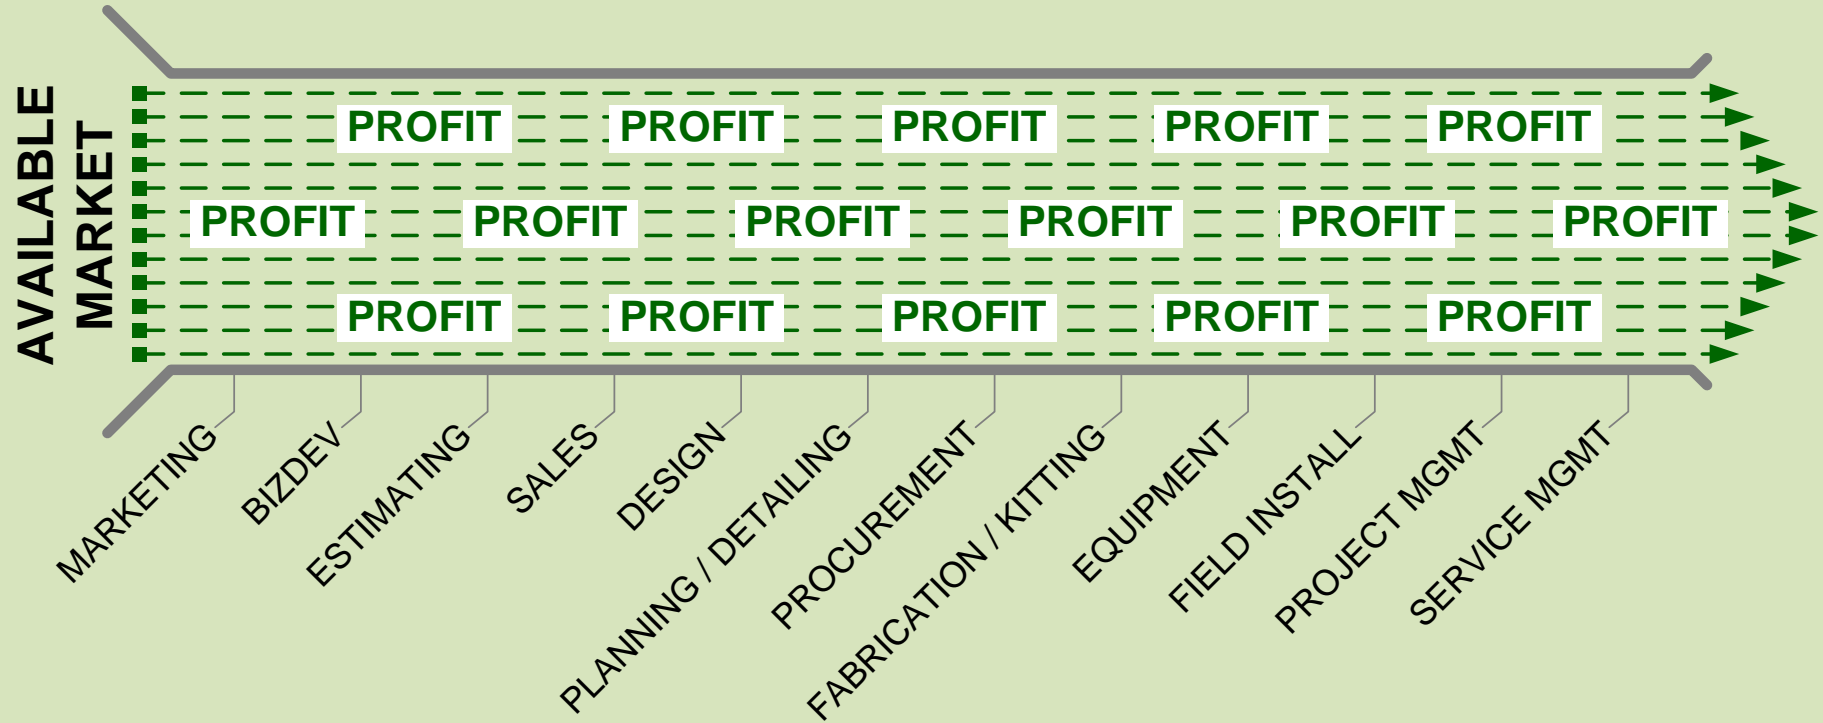 AVAILABLE
MARKET
PROFIT PROFIT PROFIT PROFIT PROFIT
PROFIT PROFIT PROFIT PROFIT PROFIT PROFIT
PROFIT PROFIT PROFIT PROFIT PROFIT
MARKETING
BIZDEV
ESTIMATING
SALES
DESIGN
PLANNING / DETAILING
PROCUREMENT
FABRICATION / KITTING
EQUIPMENT
FIELD INSTALL
PROJECT MGMT
SERVICE MGMT